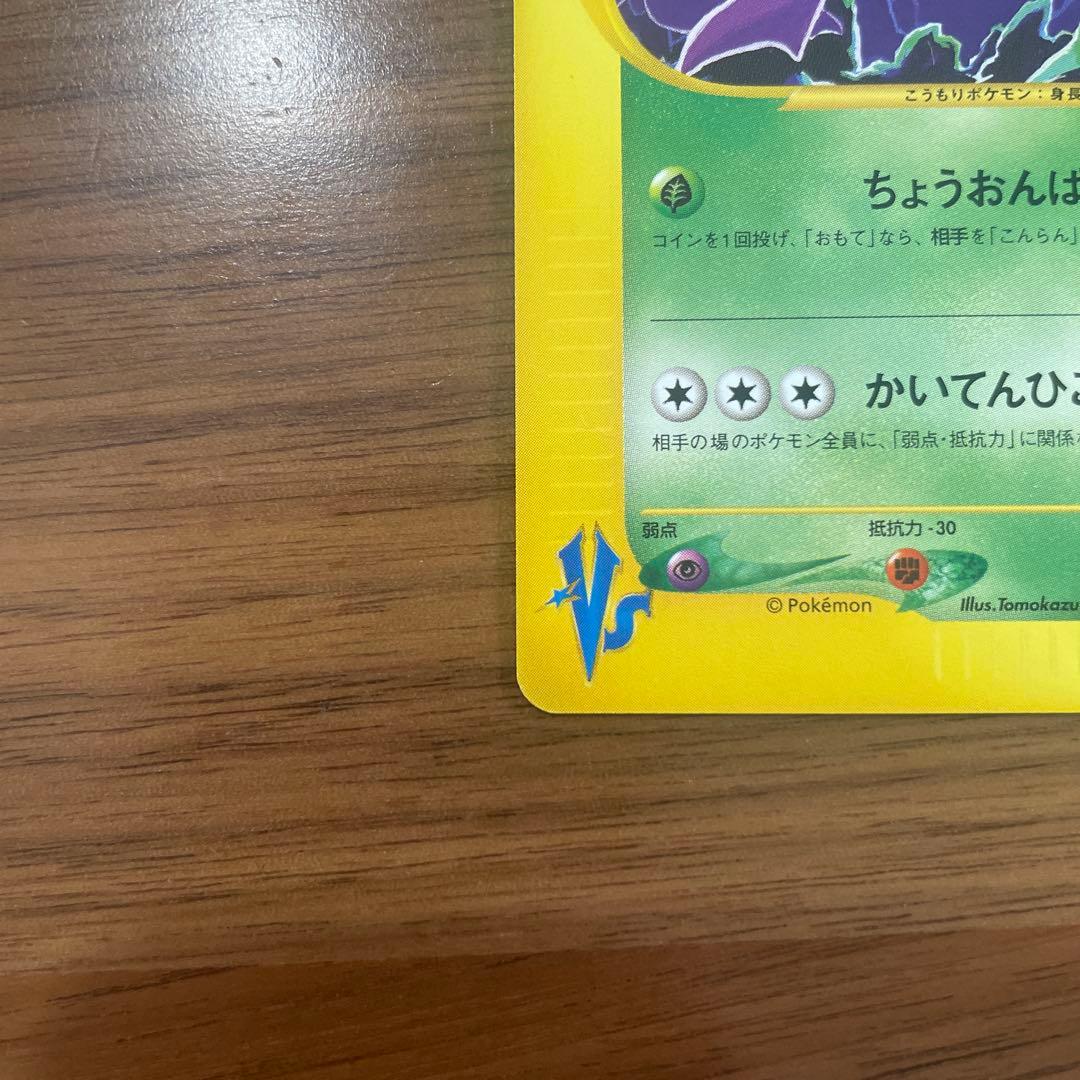 こうもりポケモン：身長
ちょうおんぱ
コインを1回投げ、「おもて」なら、相手を「こんらん」
かいてんひこ
相手の場のポケモン全員に、「弱点・抵抗力」に関係な
弱点
抵抗力 -30
Vs
© Pokémon
Illus.Tomokazu